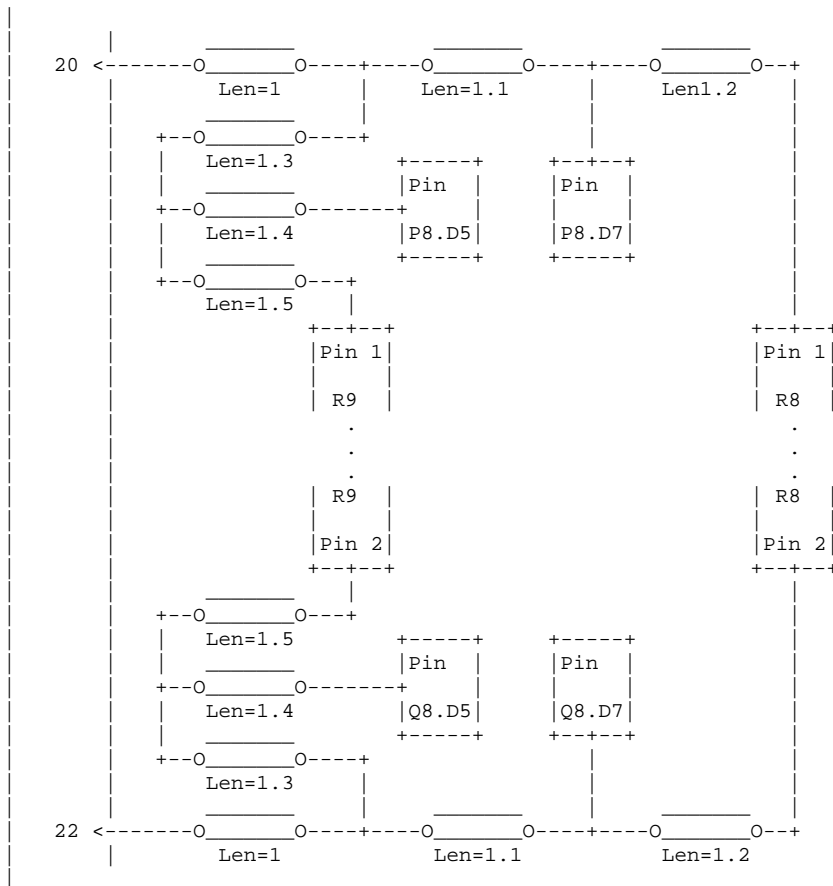 20
Len=1 Len=1.1 Len1.2
Len=1.3
Pin Pin
Len=1.4 P8.D5 P8.D7
Len=1.5
Pin 1 Pin 1
R9 R8
R9 R8
Pin 2 Pin 2
Len=1.5
Pin Pin
Len=1.4 Q8.D5 Q8.D7
Len=1.3
22
Len=1 Len=1.1 Len=1.2